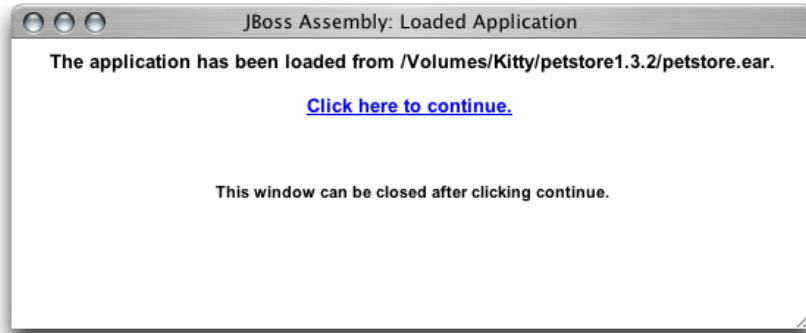 JBoss Assembly: Loaded Application
The application has been loaded from /Volumes/Kitty/petstore1.3.2/petstore.ear.
Click here to continue.
This window can be closed after clicking continue.